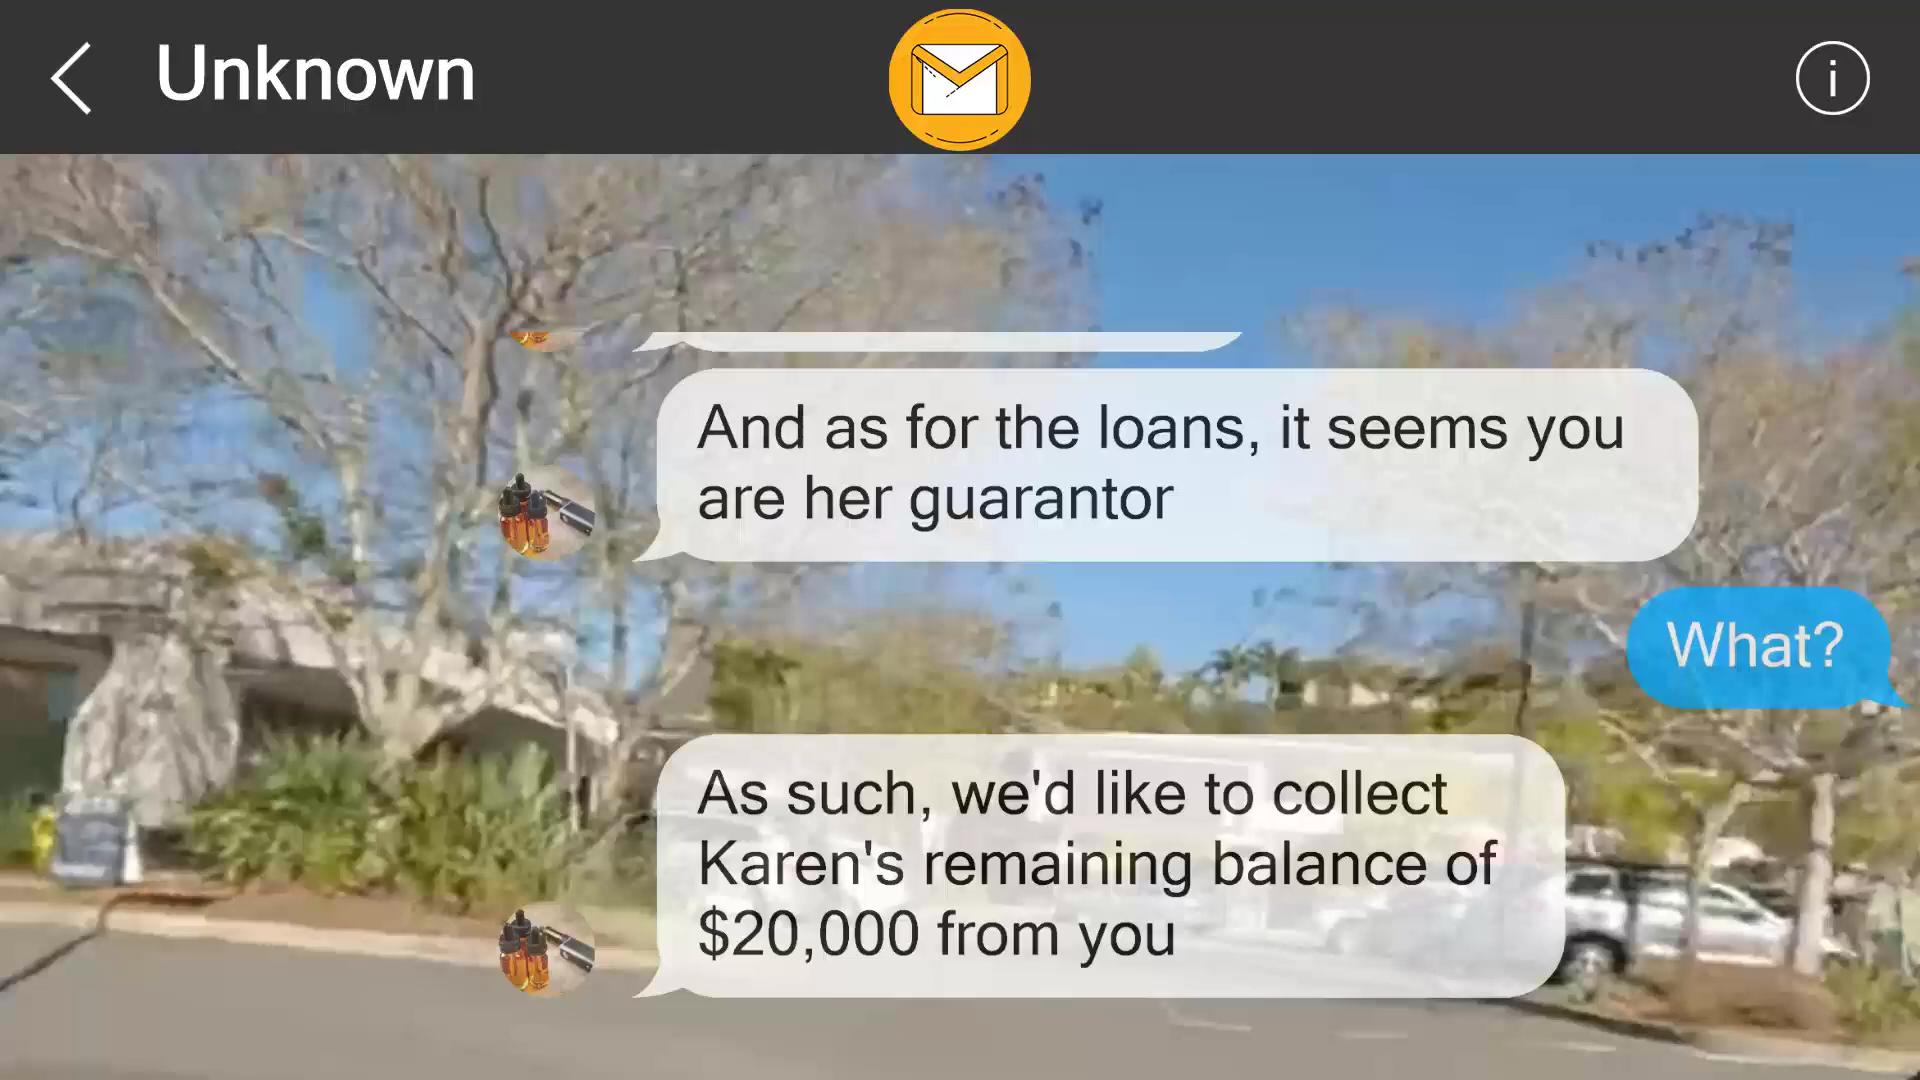 Unknown
i
And as for the loans, it seems you
are her guarantor
What?
As such, we'd like to collect
Karen's remaining balance of
$20,000 from you